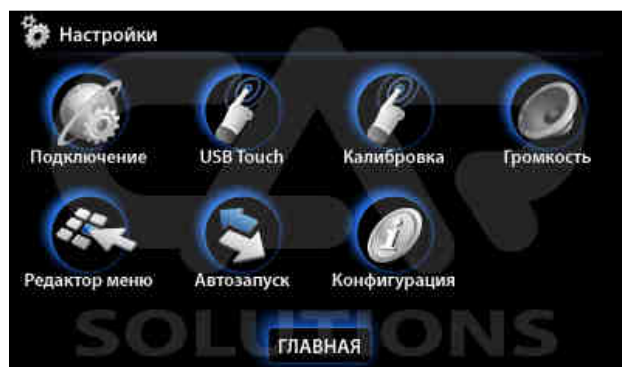 Настройки
Подключение USB Touch Калибровка Громкость
Редактор меню Автозапуск Конфигурация
SOLUTIONS
ГЛАВНАЯ